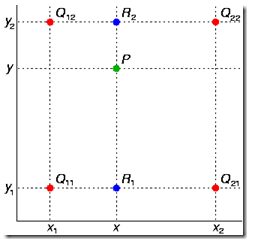 y₂ Q₁₂ R₂ Q₂₂
y P
y₁ Q₁₁ R₁ Q₂₁
x₁ x x₂